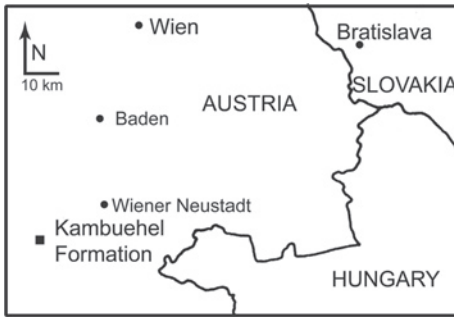 Wien
Bratislava
N
10 km
SLOVAKIA
AUSTRIA
Baden
Wiener Neustadt
Kambuehel
Formation
HUNGARY